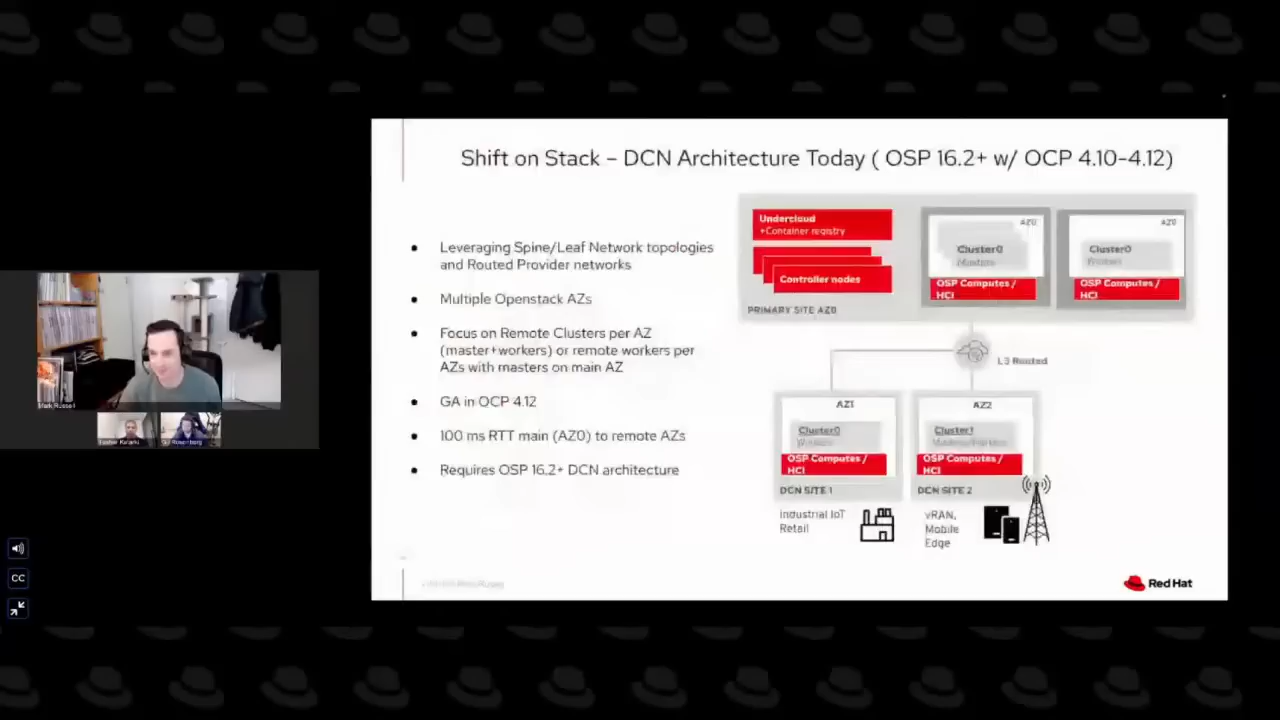 Shift on Stack – DCN Architecture Today ( OSP 16.2+ w/ OCP 4.10-4.12)
Leveraging Spine/Leaf Network topologies
and Routed Provider networks
Multiple Openstack AZs
Focus on Remote Clusters per AZ
(master+workers) or remote workers per
AZs with masters on main AZ
GA in OCP 4.12
100 ms RTT main (AZ0) to remote AZs
Requires OSP 16.2+ DCN architecture
Undercloud
+Container registry
Controller nodes
PRIMARY SITE AZ0
AZ0
Cluster0
Masters
OSP Computes /
HCI
AZ0
Cluster0
OSP Computes /
HCI
L3 Routed
AZ1
Cluster0
Workers
OSP Computes /
HCI
DCN SITE 1
Industrial IoT
Retail
AZ2
Cluster1
OSP Computes /
HCI
DCN SITE 2
vRAN,
Mobile
Edge
Red Hat
Mark Russell
CC